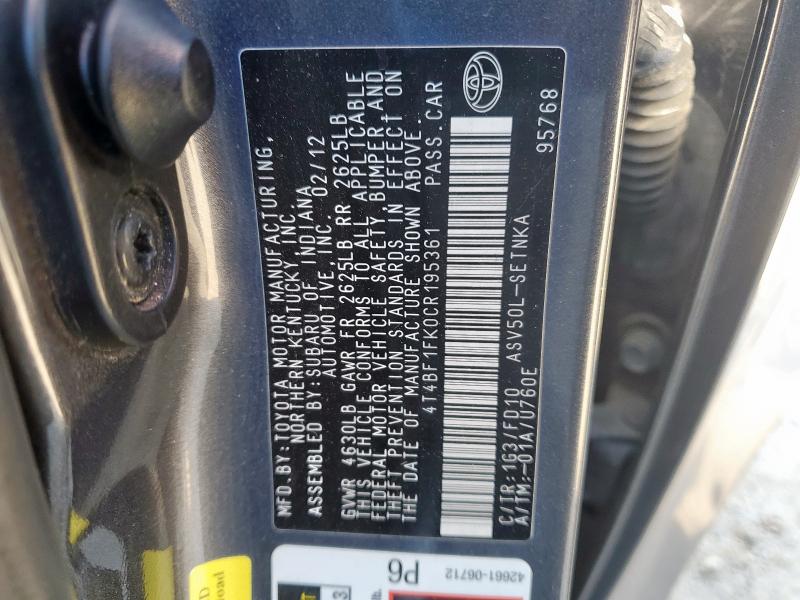 MFD.BY:TOYOTA MOTOR MANUFACTURING,
NORTHERN KENTUCKY, INC.
ASSEMBLED BY:SUBARU OF INDIANA
AUTOMOTIVE, INC. 02/12
GVWR 4630LB GAWR FR 2625LB RR 2625LB
THIS VEHICLE CONFORMS TO ALL APPLICABLE
FEDERAL MOTOR VEHICLE SAFETY, BUMPER AND
THEFT PREVENTION STANDARDS IN EFFECT ON
THE DATE OF MANUFACTURE SHOWN ABOVE.
4T4BF1FK0CR195361 PASS.CAR
C/TR:1G3/FD10 ASV50L-SETNKA
A/TM:-01A/U760E 95768
42661-06712
P6